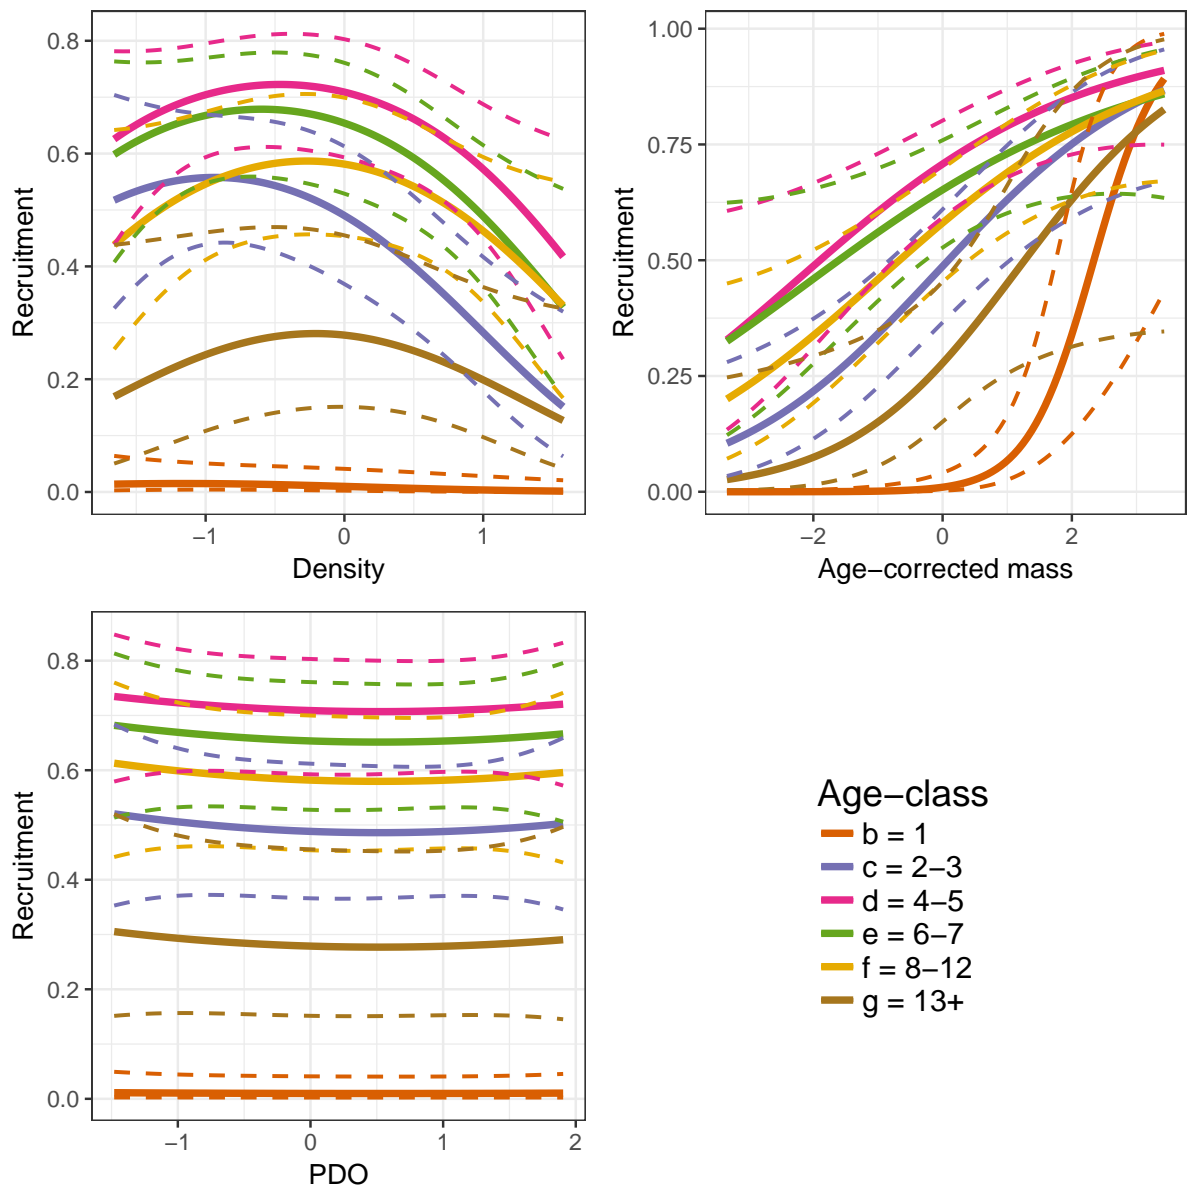 0.8
0.6
0.4
0.2
0.0
Recruitment
−1
0
1
Density
1.00
0.75
0.50
0.25
0.00
Recruitment
−2
0
2
Age−corrected mass
0.8
0.6
0.4
0.2
0.0
Recruitment
−1
0
1
2
PDO
Age−class
b = 1
c = 2−3
d = 4−5
e = 6−7
f = 8−12
g = 13+